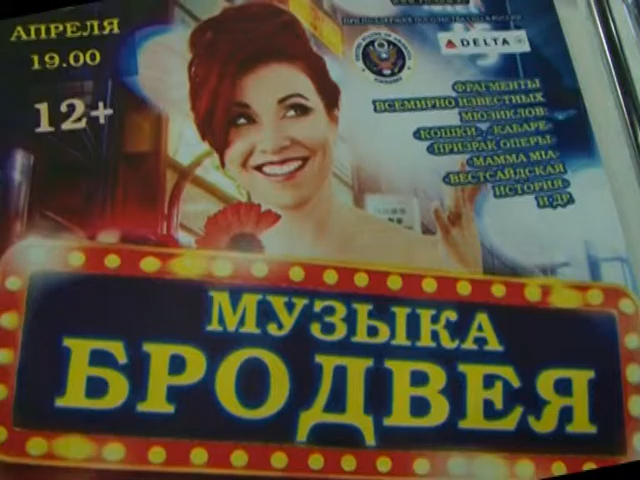 АПРЕЛЯ
19.00
12+
DELTA
ФРАГМЕНТЫ
ВСЕМИРНО ИЗВЕСТНЫХ
МЮЗИКЛОВ:
«КОШКИ», «КАБАРЕ»
«ПРИЗРАК ОПЕРЫ»
«MAMMA MIA»
«ВЕСТСАЙДСКАЯ
ИСТОРИЯ»
И ДР.
МУЗЫКА
БРОДВЕЯ